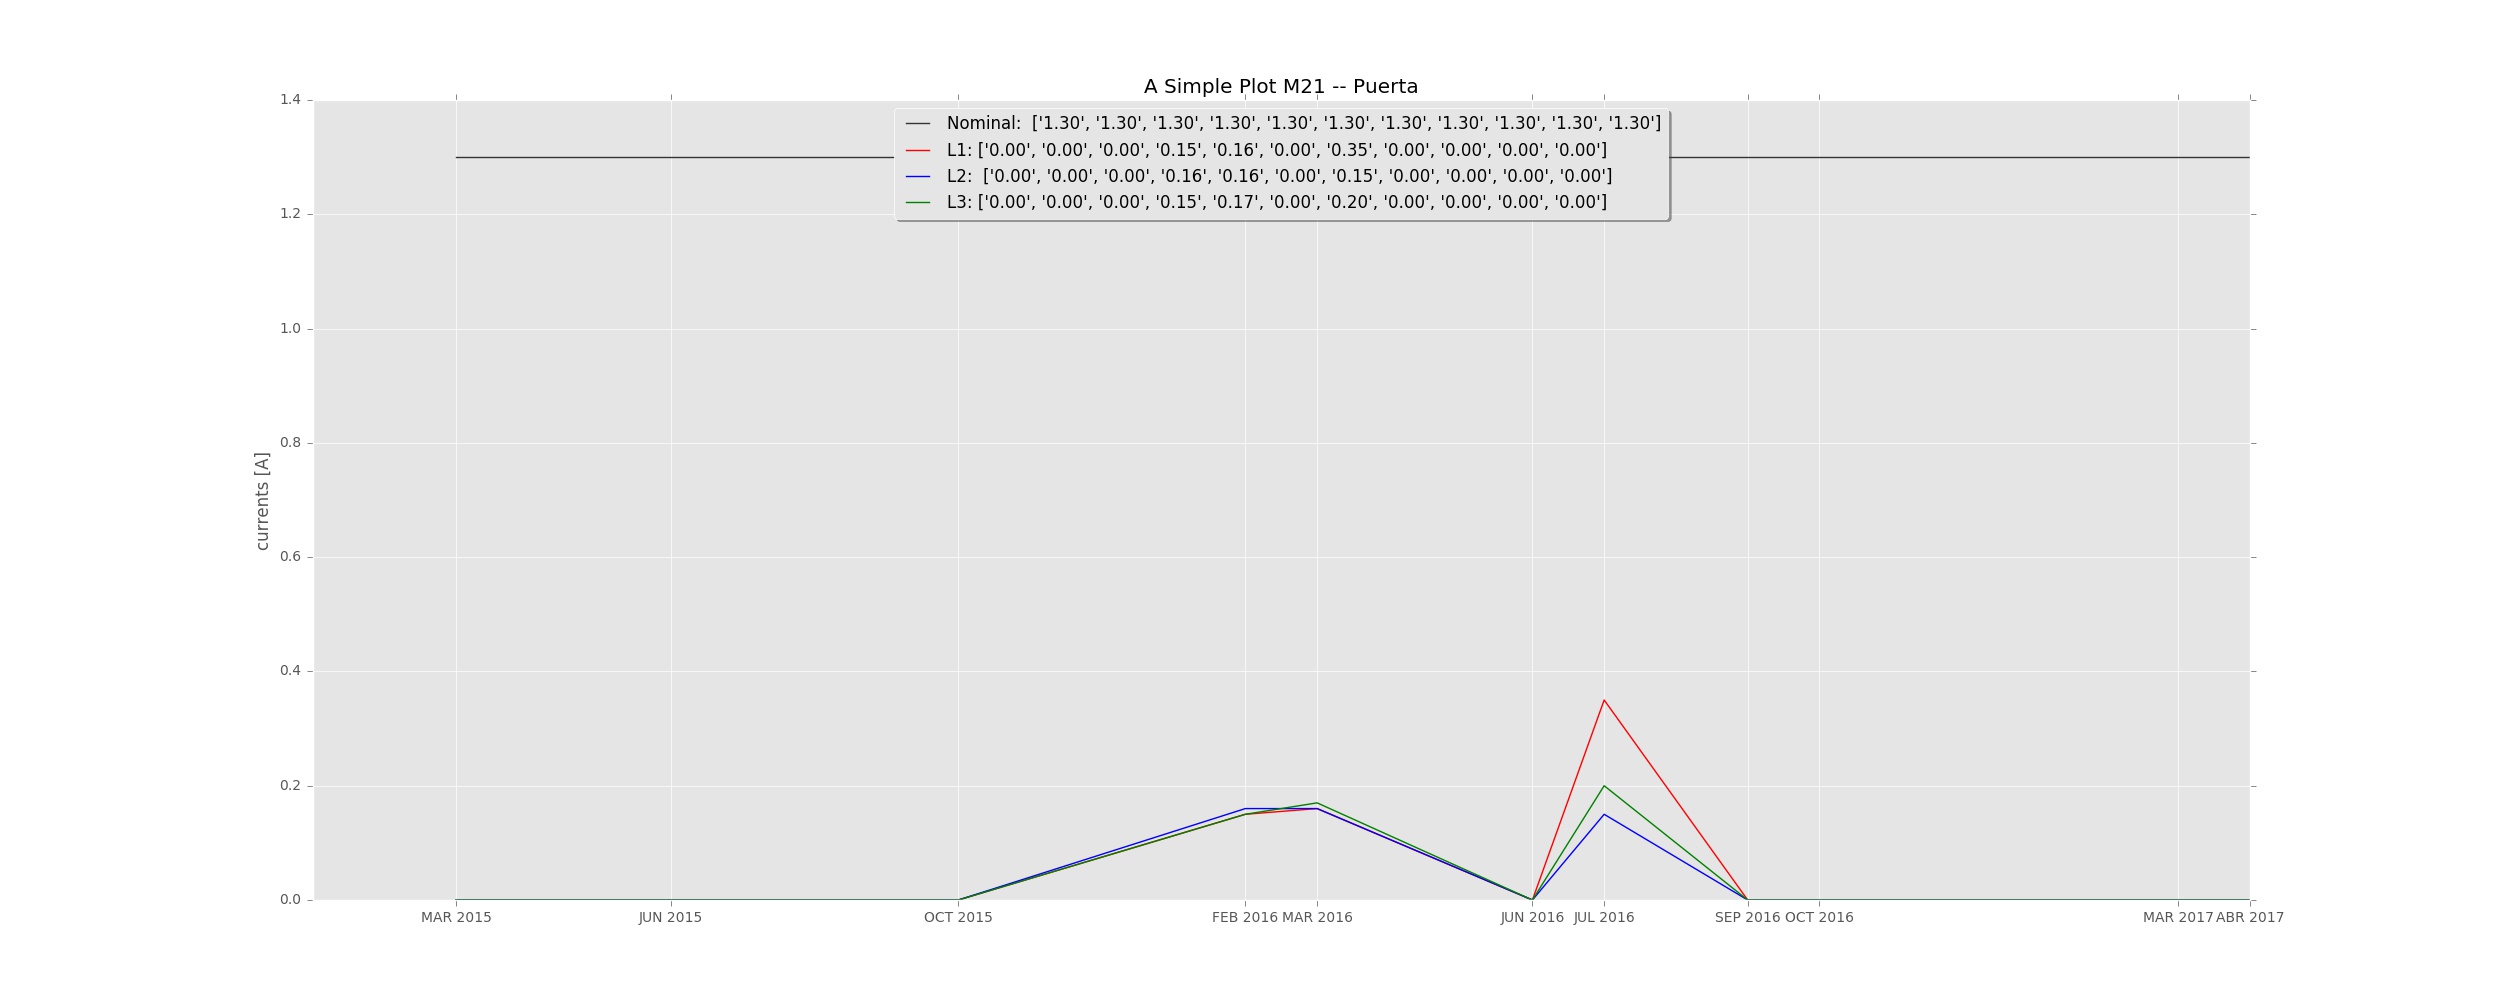 A Simple Plot M21 -- Puerta
Nominal:  ['1.30', '1.30', '1.30', '1.30', '1.30', '1.30', '1.30', '1.30', '1.30', '1.30', '1.30']
L1: ['0.00', '0.00', '0.00', '0.15', '0.16', '0.00', '0.35', '0.00', '0.00', '0.00', '0.00']
L2:  ['0.00', '0.00', '0.00', '0.16', '0.16', '0.00', '0.15', '0.00', '0.00', '0.00', '0.00']
L3: ['0.00', '0.00', '0.00', '0.15', '0.17', '0.00', '0.20', '0.00', '0.00', '0.00', '0.00']
1.4
1.2
1.0
0.8
0.6
0.4
0.2
0.0
currents [A]
MAR 2015 JUN 2015 OCT 2015 FEB 2016 MAR 2016 JUN 2016 JUL 2016 SEP 2016 OCT 2016 MAR 2017 ABR 2017